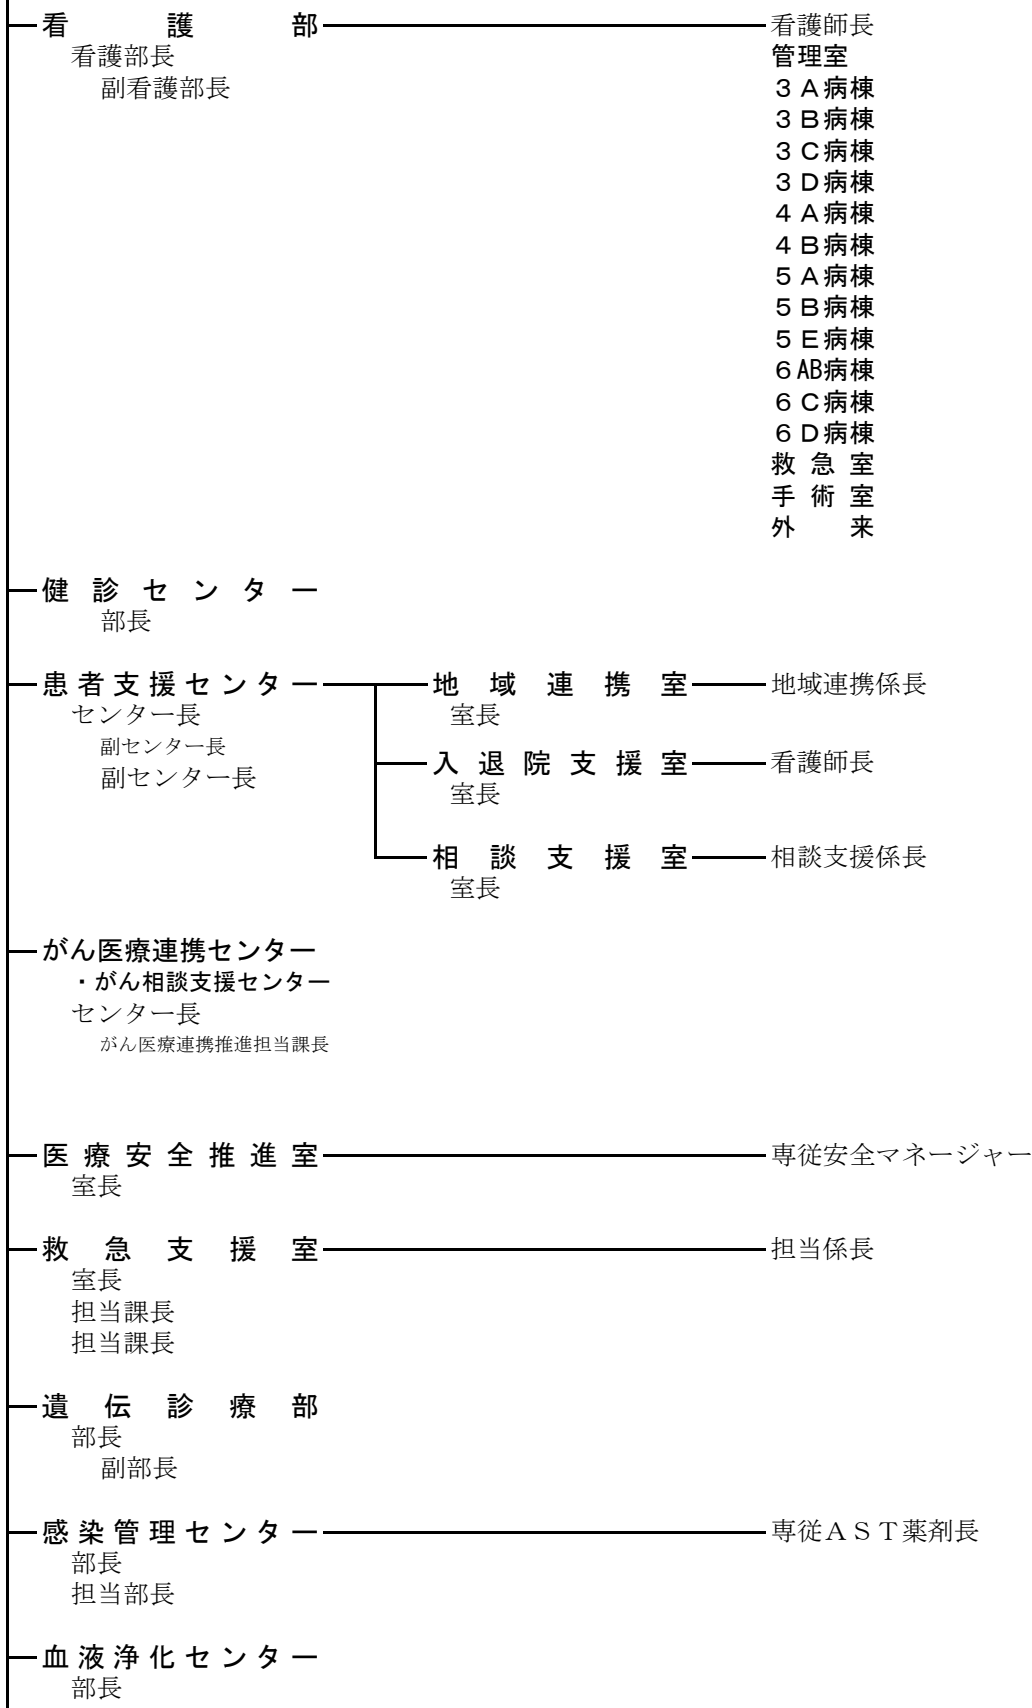 看護部 看護師長
看護部長 管理室
副看護部長 ３Ａ病棟
３Ｂ病棟
３Ｃ病棟
３Ｄ病棟
４Ａ病棟
４Ｂ病棟
５Ａ病棟
５Ｂ病棟
５Ｅ病棟
６AB病棟
６Ｃ病棟
６Ｄ病棟
救急室
手術室
外来
健診センター
部長
患者支援センター 地域連携室 地域連携係長
センター長 室長
副センター長
副センター長 入退院支援室 看護師長
室長
相談支援室 相談支援係長
室長
がん医療連携センター
・がん相談支援センター
センター長
がん医療連携推進担当課長
医療安全推進室 専従安全マネージャー
室長
救急支援室 担当係長
室長
担当課長
担当課長
遺伝診療部
部長
副部長
感染管理センター 専従ＡＳＴ薬剤長
部長
担当部長
血液浄化センター
部長